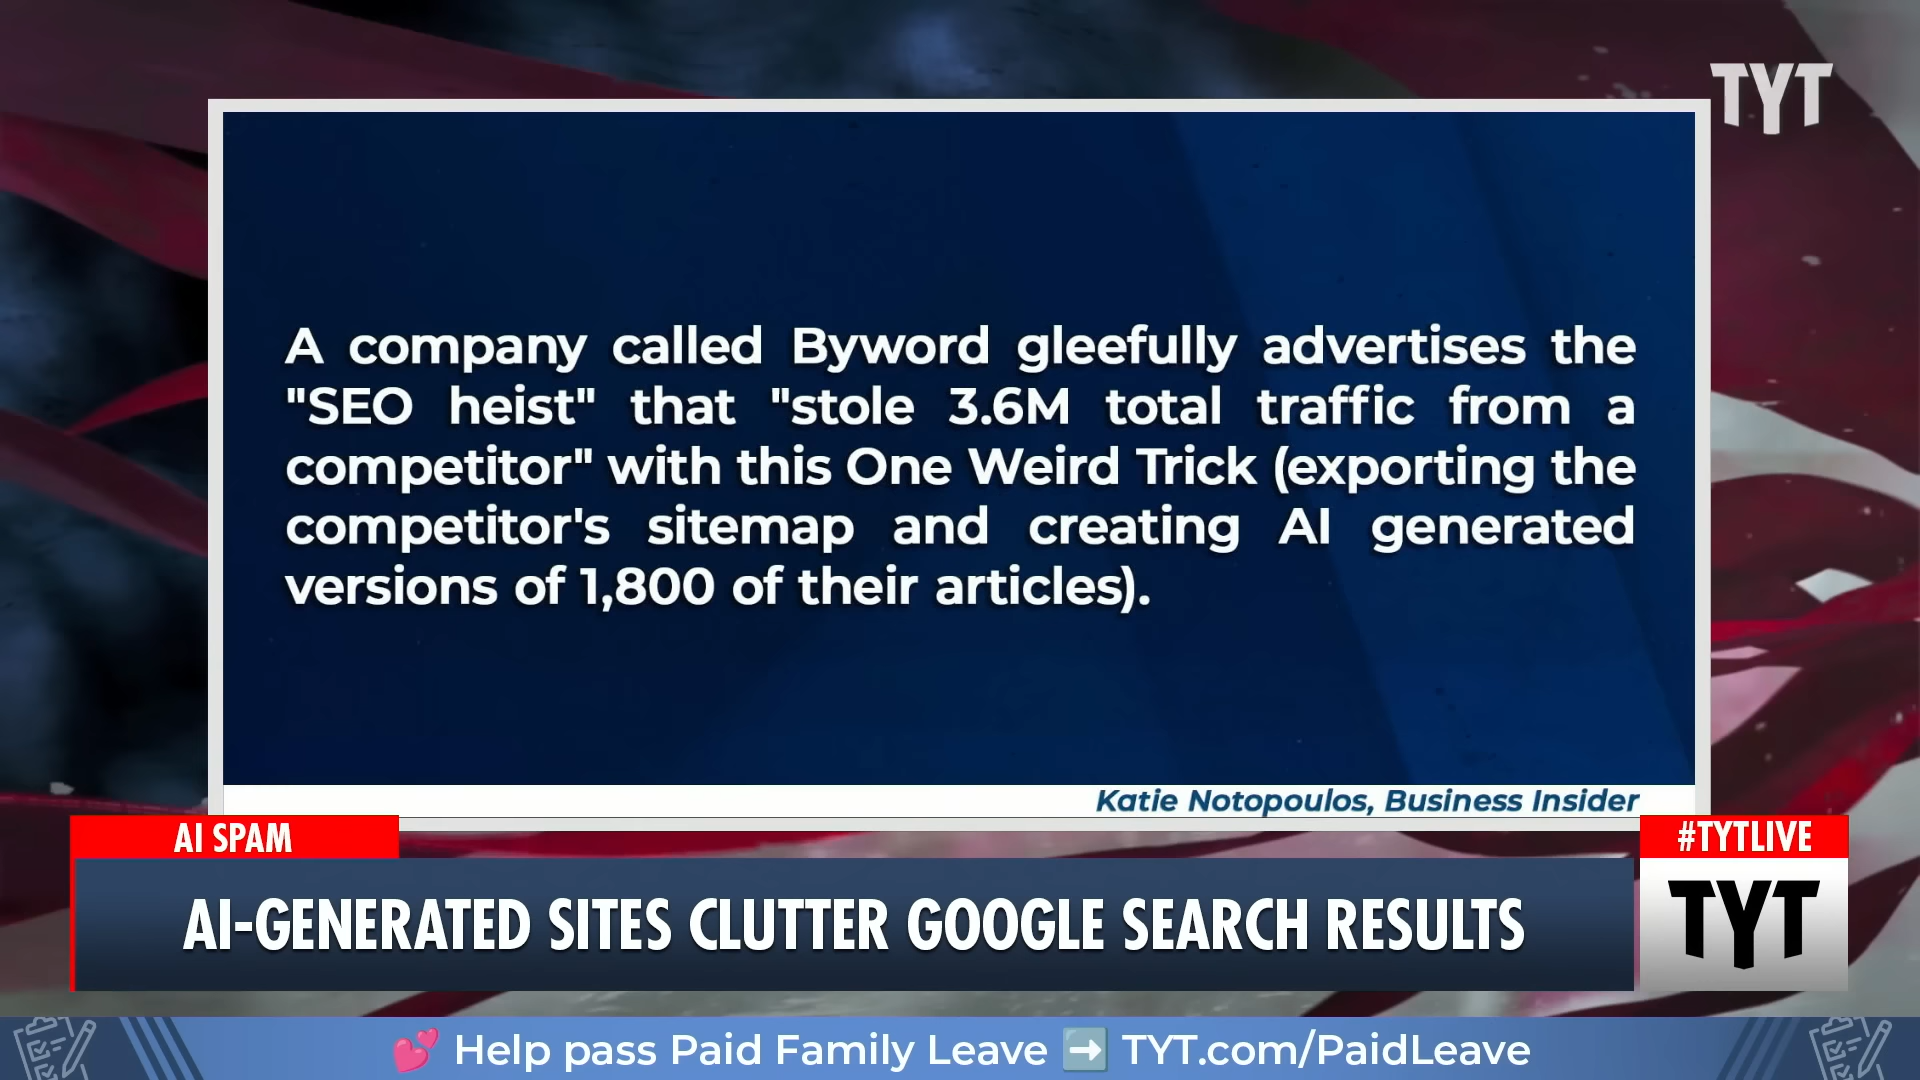 TYT
A company called Byword gleefully advertises the
"SEO heist" that "stole 3.6M total traffic from a
competitor" with this One Weird Trick (exporting the
competitor's sitemap and creating AI generated
versions of 1,800 of their articles).
Katie Notopoulos, Business Insider
AI SPAM
#TYTLIVE
AI-GENERATED SITES CLUTTER GOOGLE SEARCH RESULTS
TYT
💕 Help pass Paid Family Leave ➡️ TYT.com/PaidLeave